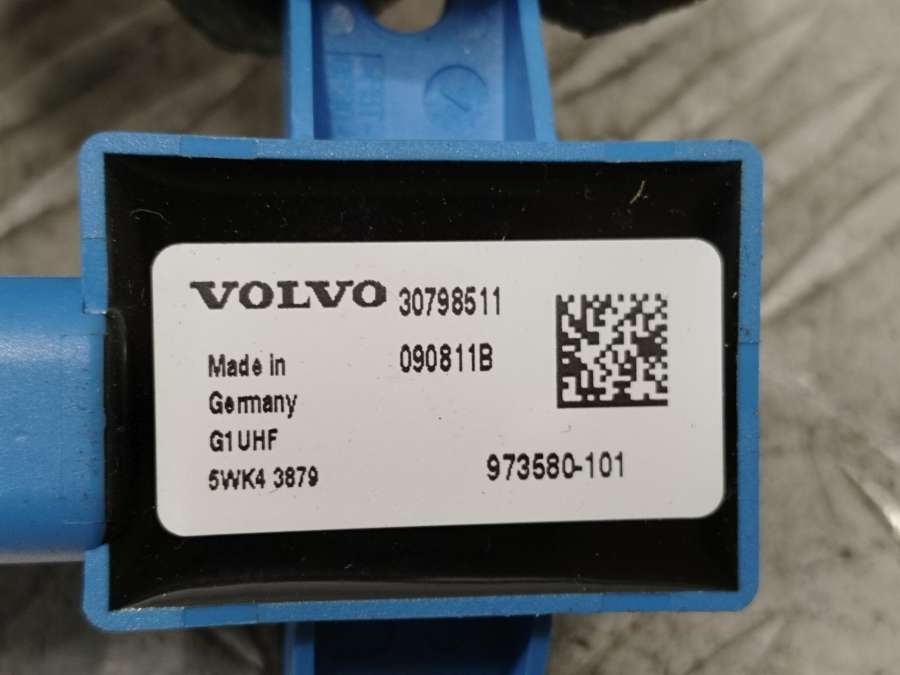 VOLVO 30798511
Made in 090811B
Germany
G1UHF
5WK4 3879 973580-101